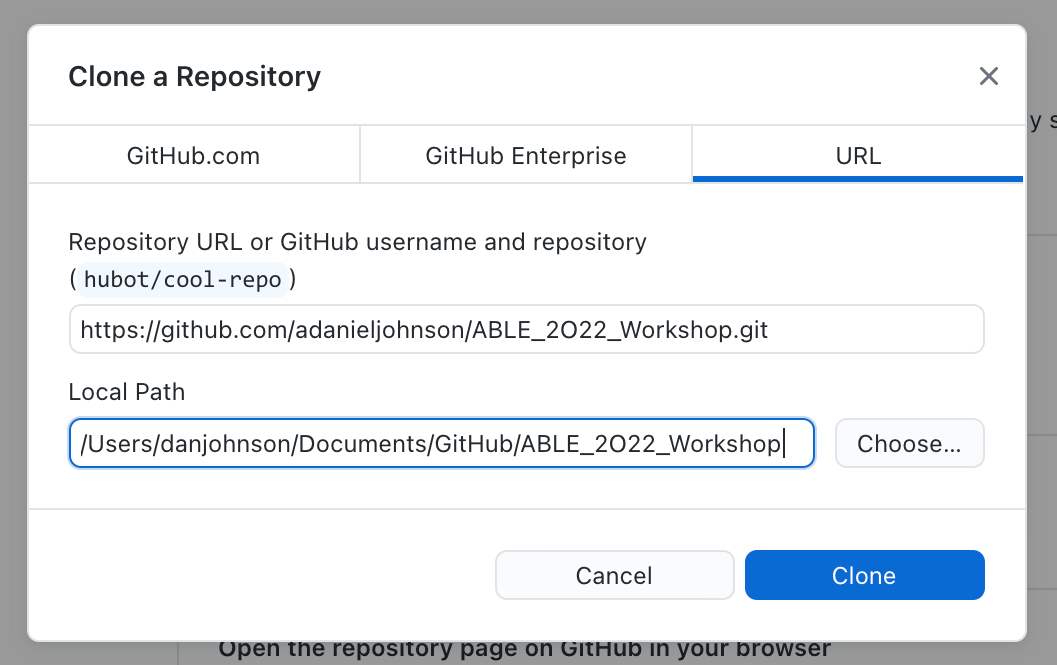 Clone a Repository
y s
GitHub.com
GitHub Enterprise
URL
Repository URL or GitHub username and repository
(hubot/cool-repo)
https://github.com/adanieljohnson/ABLE_2O22_Workshop.git
Local Path
/Users/danjohnson/Documents/GitHub/ABLE_2O22_Workshop
Choose...
Cancel
Clone
Open the repository page on GitHub in your browser